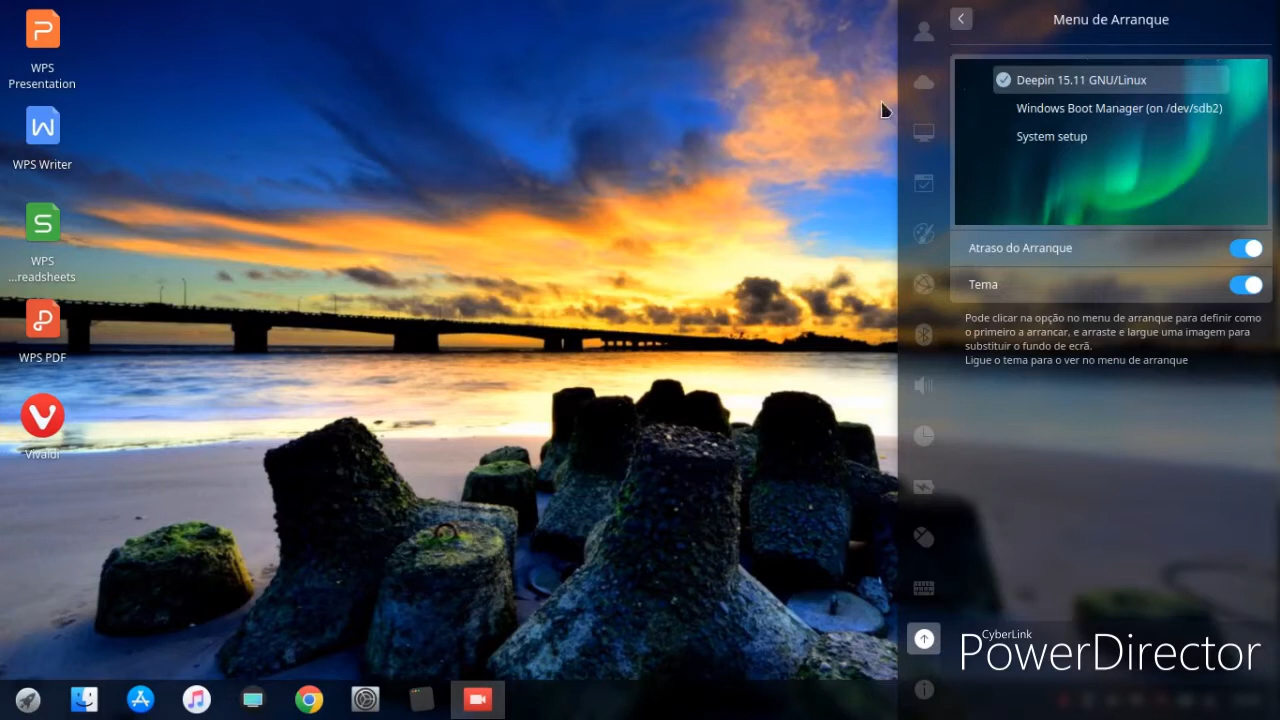 WPS
Presentation
WPS Writer
WPS
...readsheets
WPS PDF
Vivaldi
Menu de Arranque
Deepin 15.11 GNU/Linux
Windows Boot Manager (on /dev/sdb2)
System setup
Atraso do Arranque
Tema
Pode clicar na opção no menu de arranque para definir como
o primeiro a arrancar, e arraste e largue uma imagem para
substituir o fundo de ecrã.
Ligue o tema para o ver no menu de arranque
CyberLink
PowerDirector